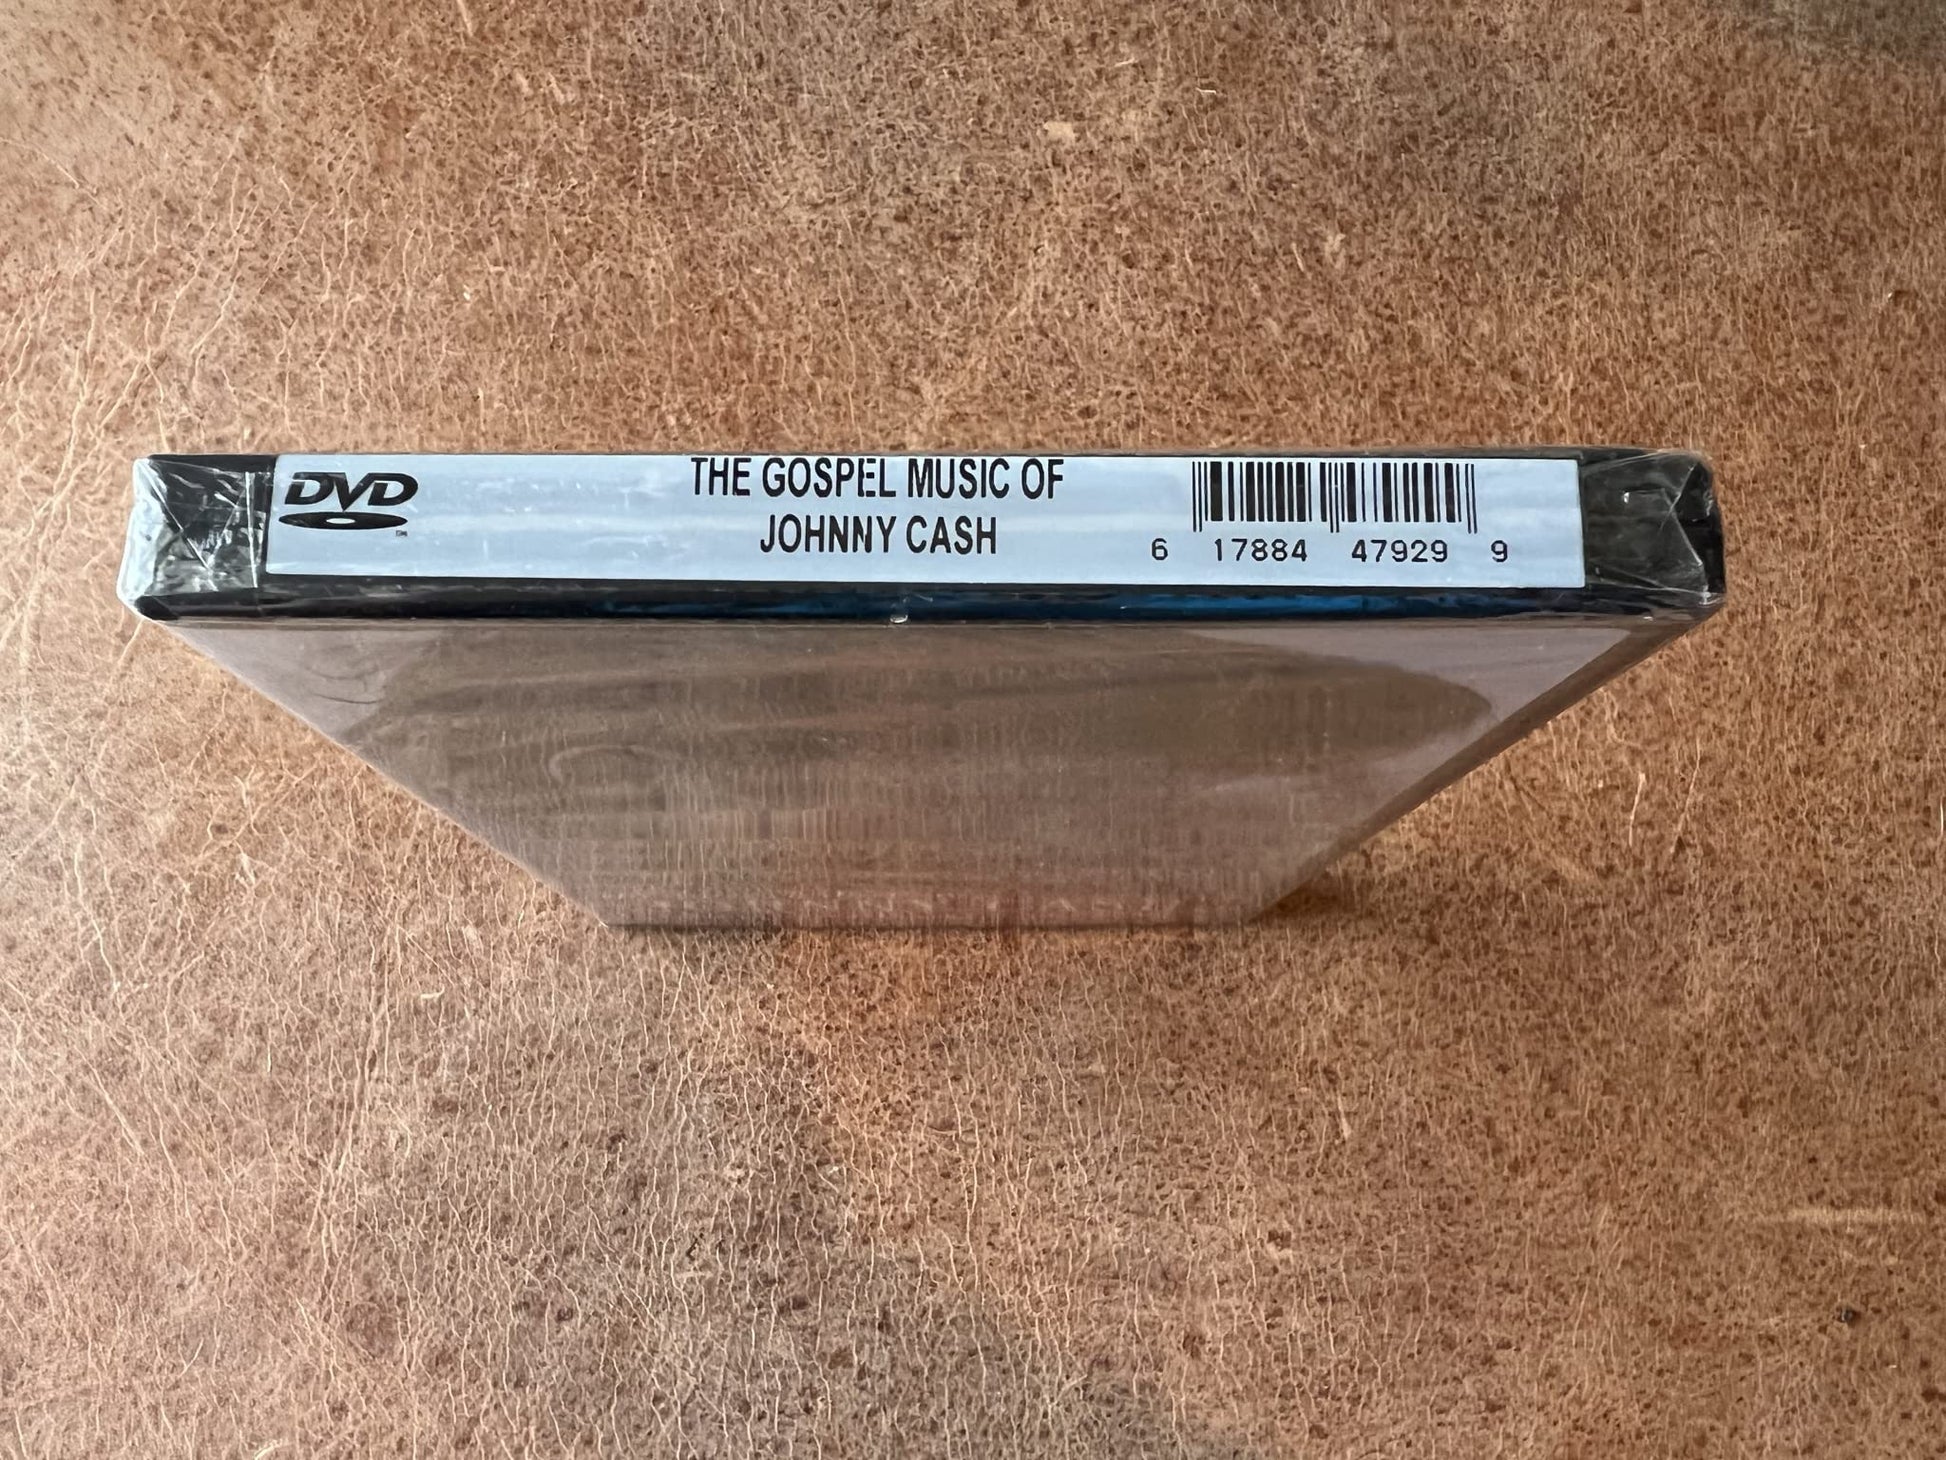 DVD
THE GOSPEL MUSIC OF
JOHNNY CASH
6 17884 47929 9